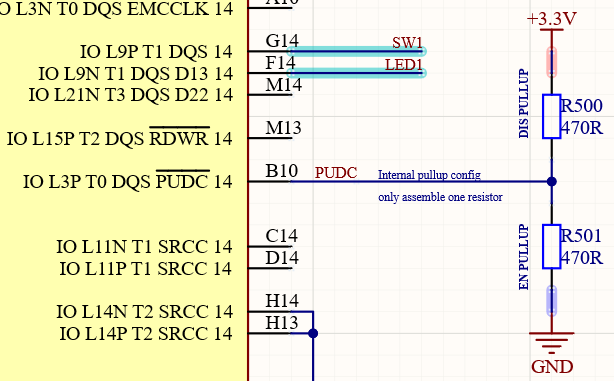 IO L3N T0 DQS EMCCLK 14
+3.3V
IO L9P T1 DQS 14 G14 SW1
IO L9N T1 DQS D13 14 F14 LED1
IO L21N T3 DQS D22 14 M14
DIS PULLUP
R500
470R
IO L15P T2 DQS RDWR 14 M13
IO L3P T0 DQS PUDC 14 B10 PUDC Internal pullup config
only assemble one resistor
IO L11N T1 SRCC 14 C14
IO L11P T1 SRCC 14 D14
EN PULLUP
R501
470R
IO L14N T2 SRCC 14 H14
IO L14P T2 SRCC 14 H13
GND